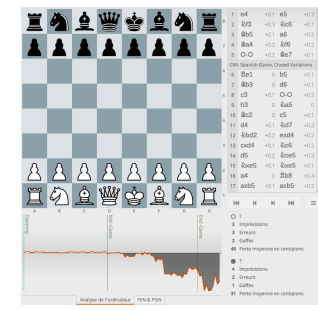 1 e4 +0.1 e5 +0.3
2 ♘f3 +0.3 ♘c6 +0.1
3 ♗b5 +0.1 a6 +0.3
4 ♗a4 +0.2 ♘f6 +0.2
5 O-O +0.2 ♗e7 +0.1
C84: Spanish Game, Closed Variations
6 ♖e1 0 b5 +0.1
7 ♗b3 0 d6 +0.1
8 c3 +0.1 O-O +0.3
9 h3 0 ♘a5 0
10 ♗c2 0 c5 +0.1
11 d4 +0.1 ♘d7 +0.3
12 ♘bd2 +0.2 exd4 +0.2
13 cxd4 +0.1 ♘c6 +0.2
14 d5 +0.2 ♘ce5 +0.3
15 ♘xe5 +0.1 ♘xe5 +0.1
16 a4 0 ♖b8 +0.4
17 axb5 +0.1 axb5 +0.2
A B C D E F G H
Mid-Game
End-Game
?
3 Imprécisions
3 Erreurs
2 Gaffes
49 Perte moyenne en centipions
?
4 Imprécisions
2 Erreurs
1 Gaffes
31 Perte moyenne en centipions
Analyse de l'ordinateur FEN & PGN